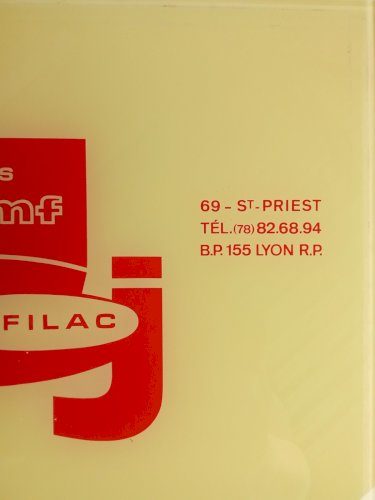 s
mf
FILAC
j
69 - ST-PRIEST
TÉL.(78) 82.68.94
B.P. 155 LYON R.P.